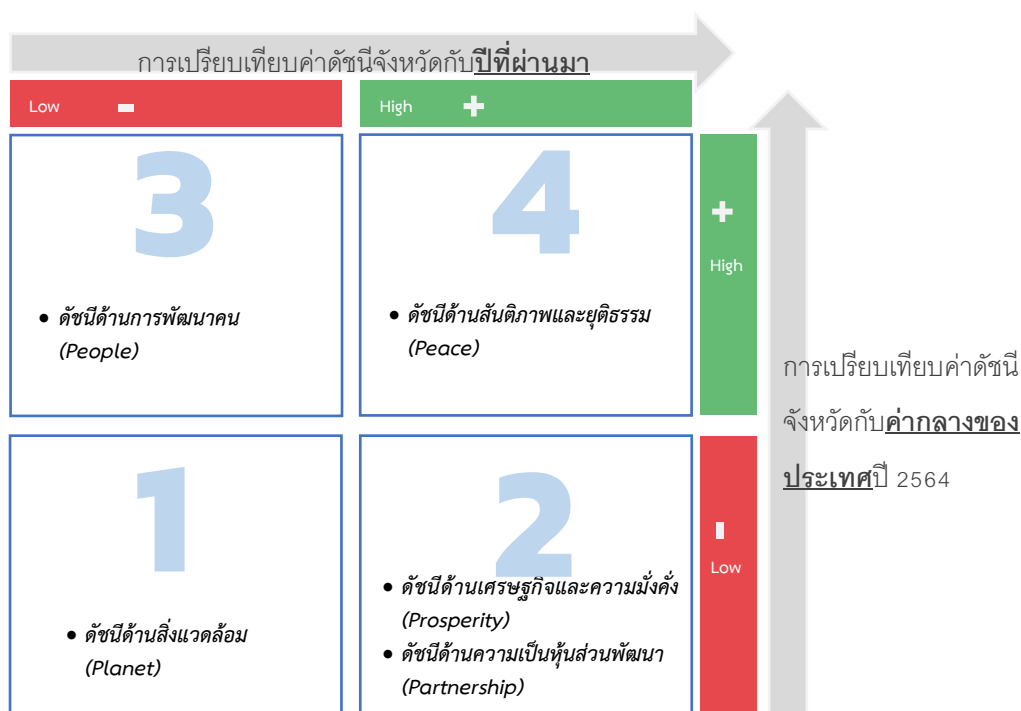 การเปรียบเทียบค่าดัชนีจังหวัดกับปีที่ผ่านมา
Low -
High +
3
• ดัชนีด้านการพัฒนาคน
(People)
4
• ดัชนีด้านสันติภาพและยุติธรรม
(Peace)
+
High
การเปรียบเทียบค่าดัชนี
จังหวัดกับค่ากลางของ
ประเทศปี 2564
1
• ดัชนีด้านสิ่งแวดล้อม
(Planet)
2
• ดัชนีด้านเศรษฐกิจและความมั่งคั่ง
(Prosperity)
• ดัชนีด้านความเป็นหุ้นส่วนพัฒนา
(Partnership)
-
Low